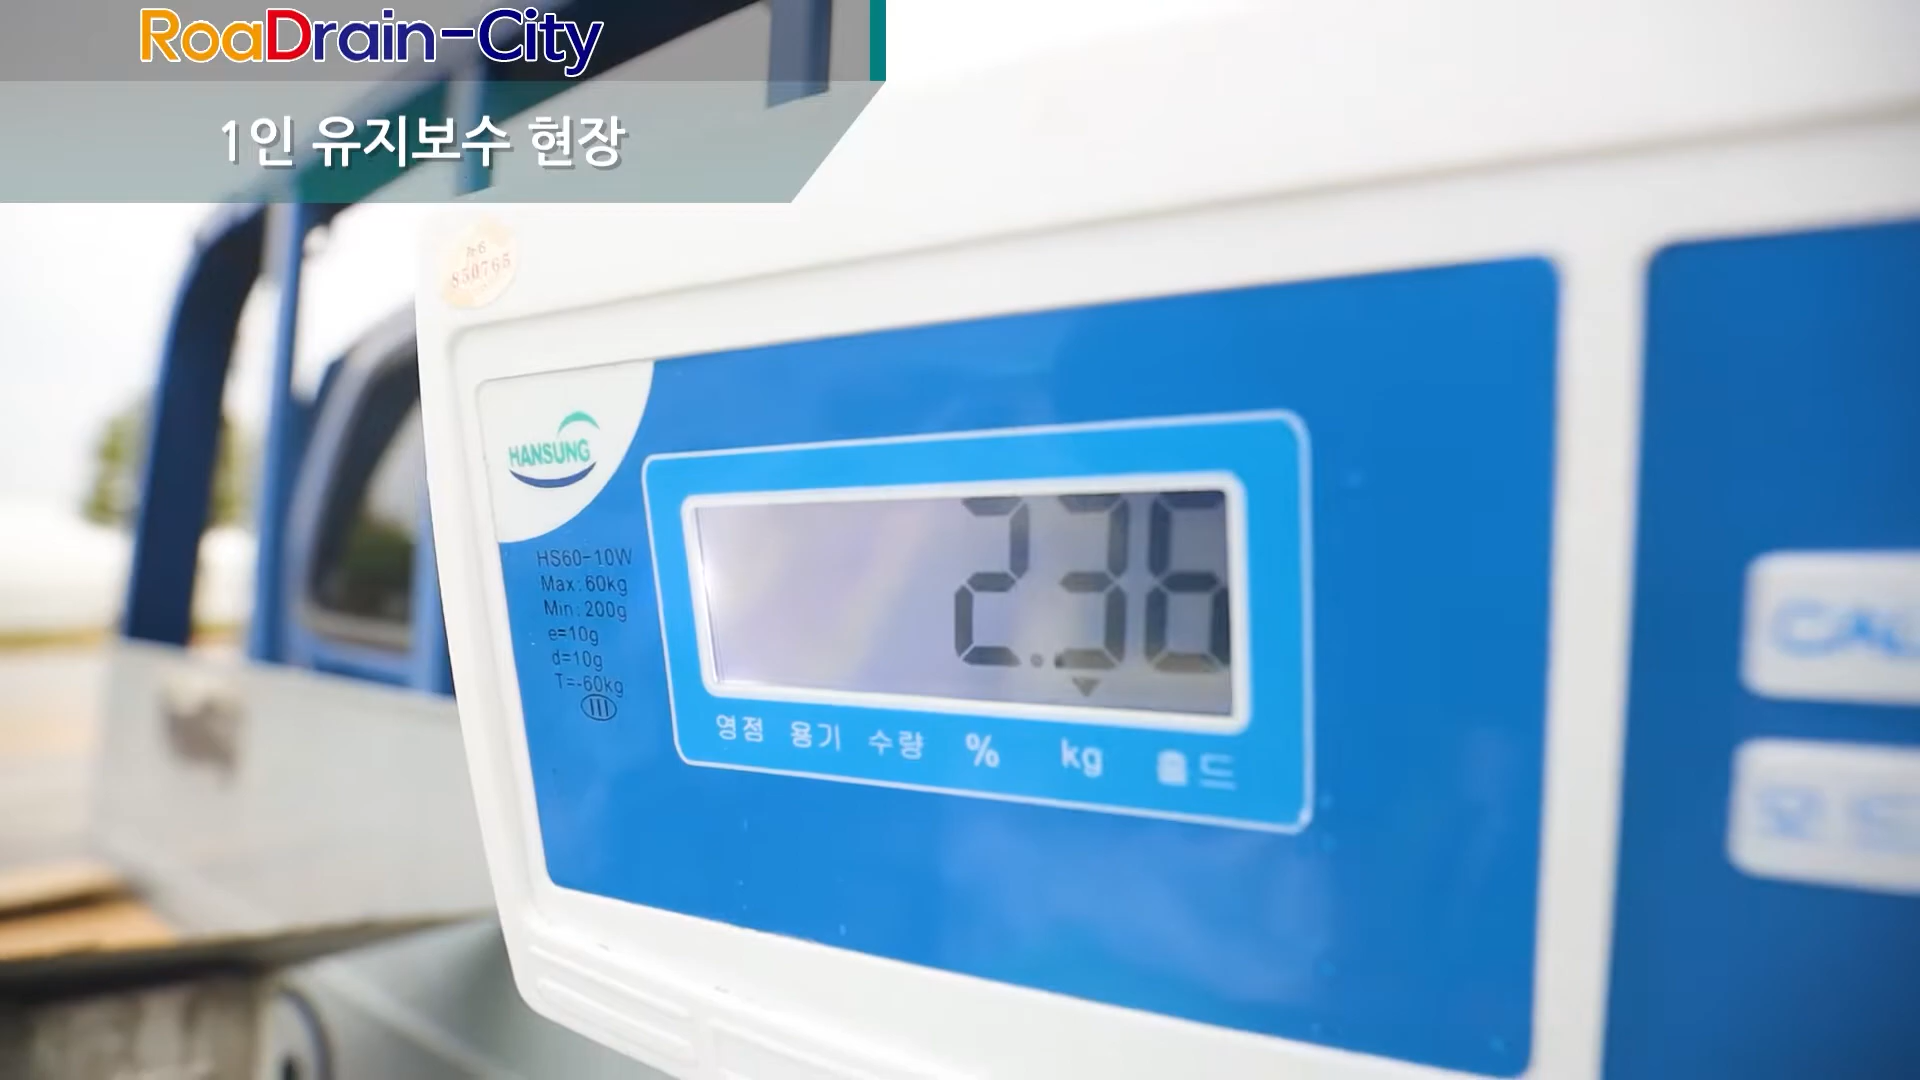 RoaDrain-City
1인 유지보수 현장
850765
HANSUNG
HS60-10W
Max:60kg
Min:200g
e=10g
d=10g
T=-60kg
III
2.36
영점 용기 수량 % kg 홀드